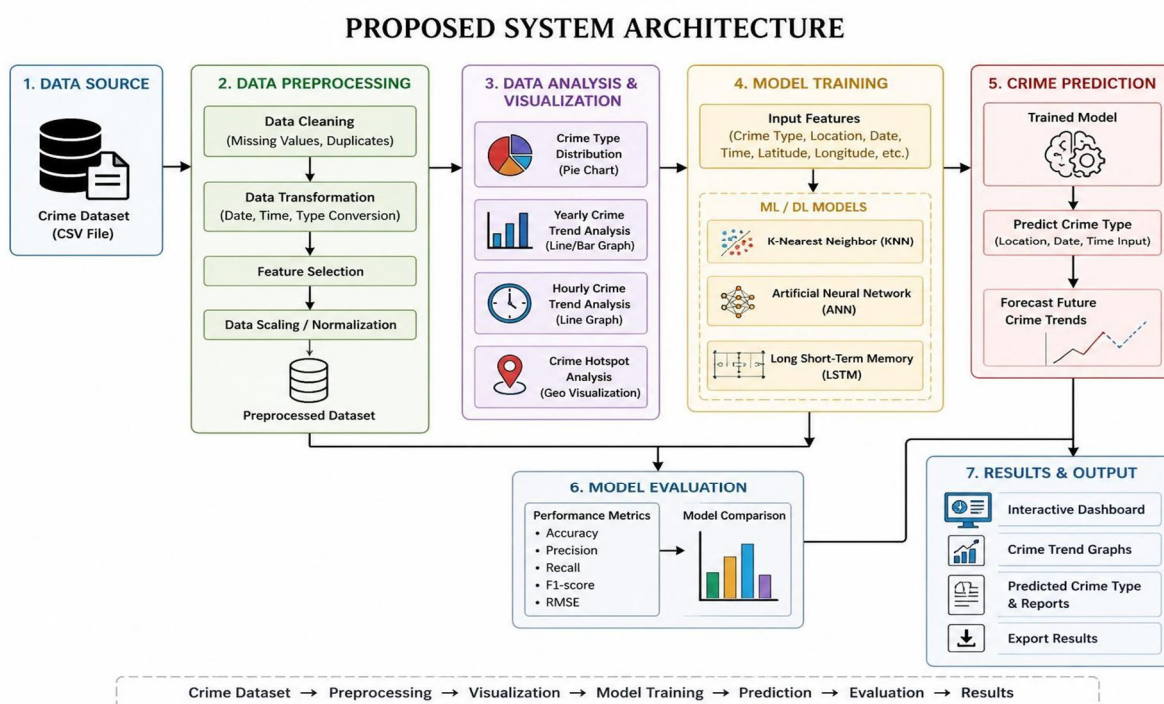 PROPOSED SYSTEM ARCHITECTURE
1. DATA SOURCE
Crime Dataset
(CSV File)
2. DATA PREPROCESSING
Data Cleaning
(Missing Values, Duplicates)
Data Transformation
(Date, Time, Type Conversion)
Feature Selection
Data Scaling / Normalization
Preprocessed Dataset
3. DATA ANALYSIS &
VISUALIZATION
Crime Type
Distribution
(Pie Chart)
Yearly Crime
Trend Analysis
(Line/Bar Graph)
Hourly Crime
Trend Analysis
(Line Graph)
Crime Hotspot
Analysis
(Geo Visualization)
4. MODEL TRAINING
Input Features
(Crime Type, Location, Date,
Time, Latitude, Longitude, etc.)
ML / DL MODELS
K-Nearest Neighbor (KNN)
Artificial Neural Network
(ANN)
Long Short-Term Memory
(LSTM)
5. CRIME PREDICTION
Trained Model
Predict Crime Type
(Location, Date, Time Input)
Forecast Future
Crime Trends
6. MODEL EVALUATION
Performance Metrics
• Accuracy
• Precision
• Recall
• F1-score
• RMSE
Model Comparison
7. RESULTS & OUTPUT
Interactive Dashboard
Crime Trend Graphs
Predicted Crime Type
& Reports
Export Results
Crime Dataset → Preprocessing → Visualization → Model Training → Prediction → Evaluation → Results